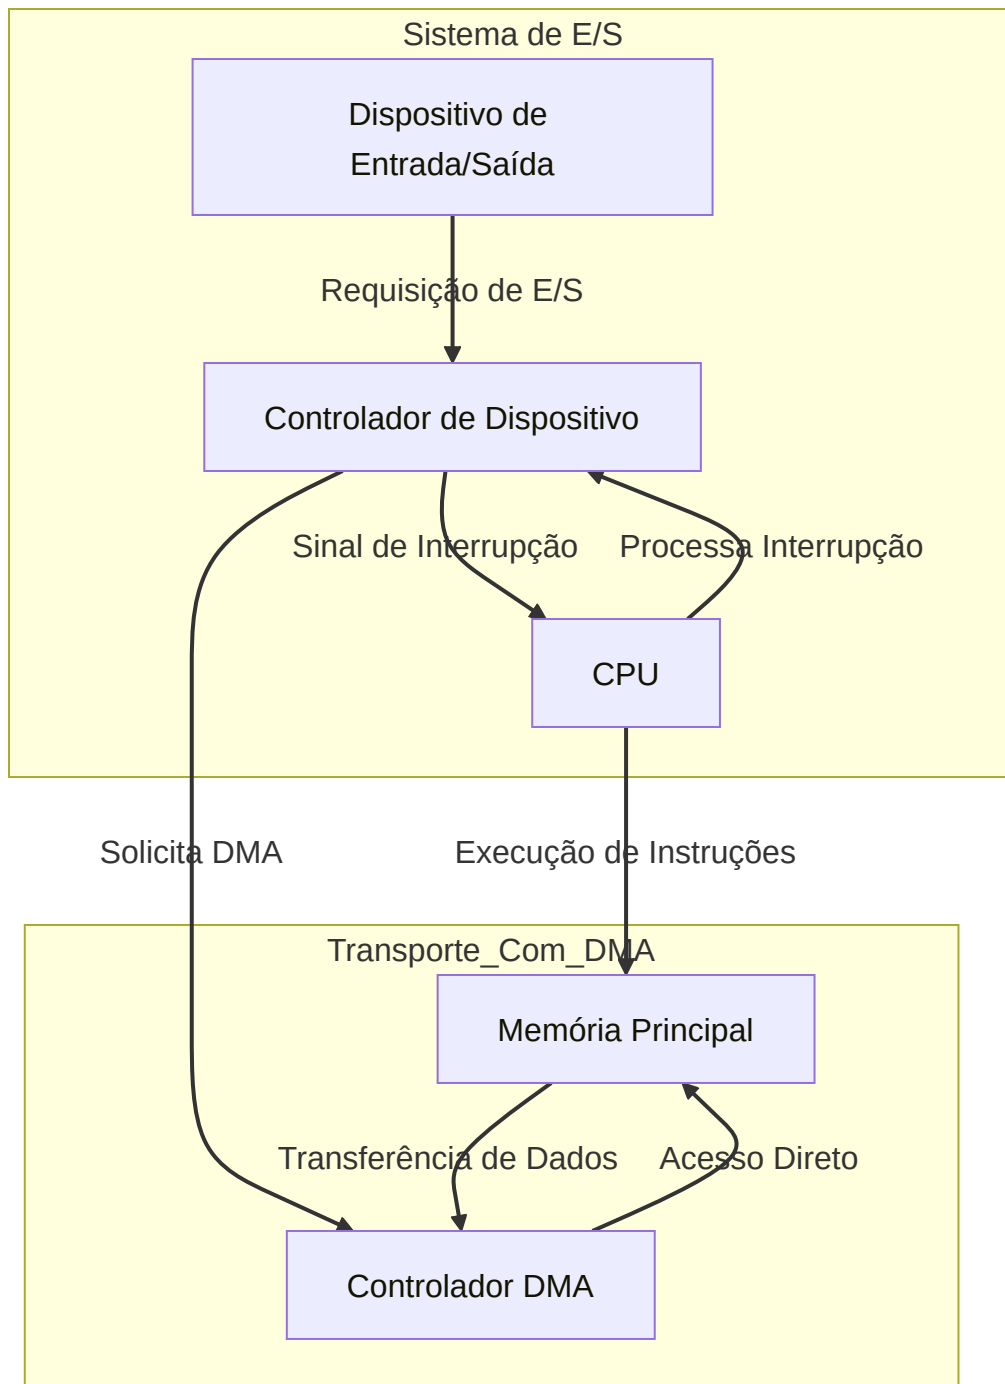 Sistema de E/S
Dispositivo de
Entrada/Saída
Requisição de E/S
Controlador de Dispositivo
Sinal de Interrupção
Processa Interrupção
CPU
Solicita DMA
Execução de Instruções
Transporte_Com_DMA
Memória Principal
Transferência de Dados
Acesso Direto
Controlador DMA